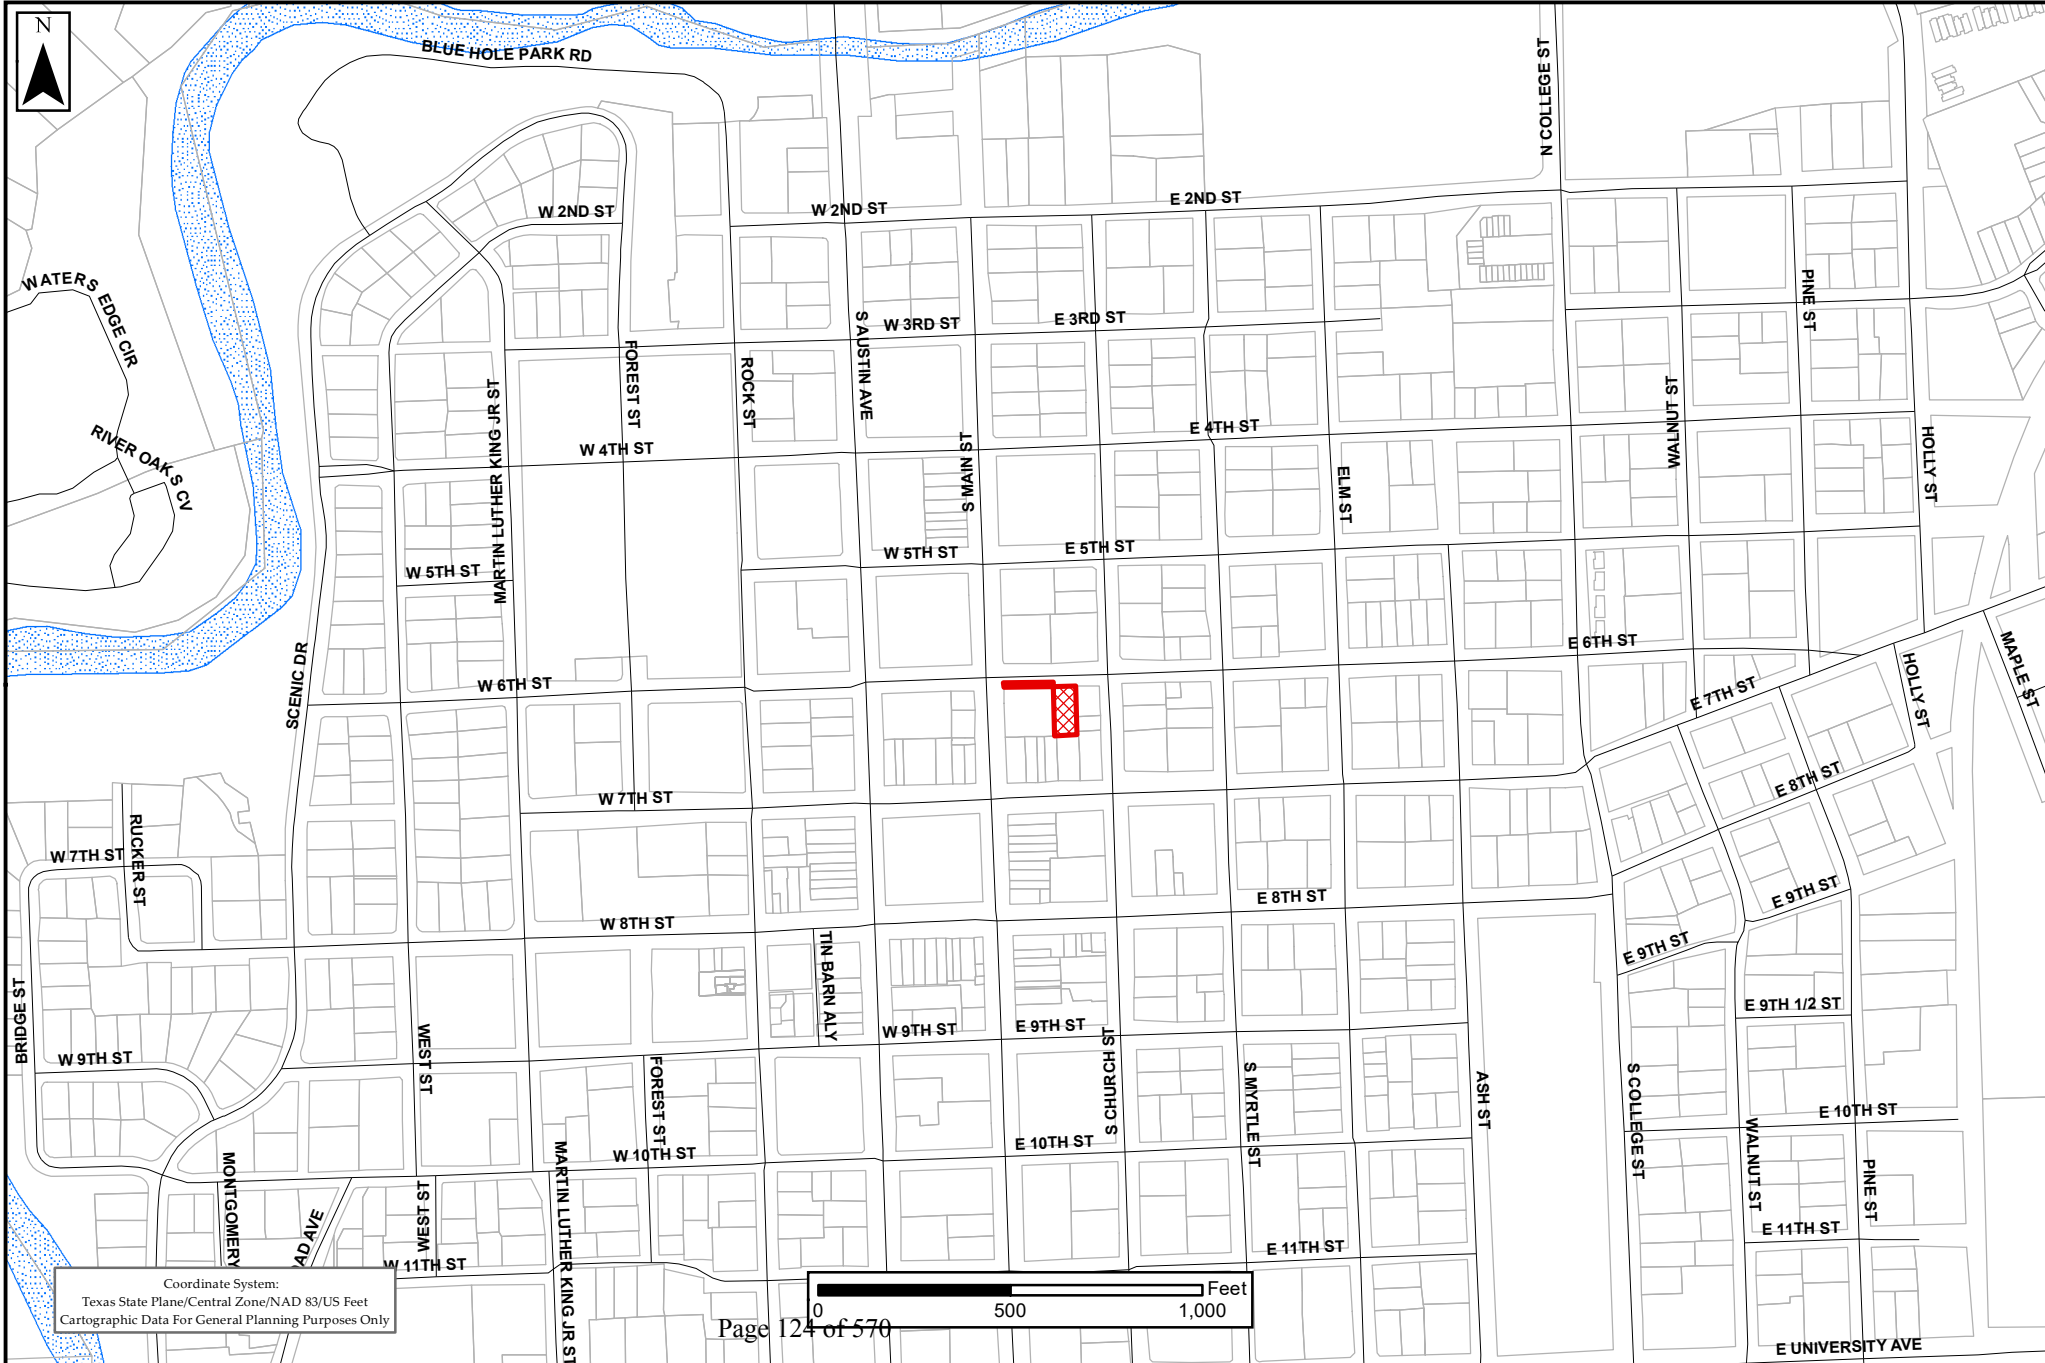 N
BLUE HOLE PARK RD
N COLLEGE ST
W 2ND ST
W 2ND ST
E 2ND ST
WATERS EDGE CIR
PINE ST
S AUSTIN AVE
W 3RD ST
E 3RD ST
FOREST ST
ROCK ST
MARTIN LUTHER KING JR ST
WALNUT ST
RIVER OAKS CV
W 4TH ST
E 4TH ST
S MAIN ST
HOLLY ST
ELM ST
W 5TH ST
W 5TH ST
E 5TH ST
SCENIC DR
W 6TH ST
E 6TH ST
MAPLE ST
HOLLY ST
E 7TH ST
W 7TH ST
E 8TH ST
RUCKER ST
W 7TH ST
E 8TH ST
E 9TH ST
W 8TH ST
TIN BARN ALY
E 9TH ST
BRIDGE ST
E 9TH 1/2 ST
W 9TH ST
E 9TH ST
WEST ST
W 9TH ST
FOREST ST
S CHURCH ST
S MYRTLE ST
ASH ST
S COLLEGE ST
E 10TH ST
E 10TH ST
W 10TH ST
WALNUT ST
PINE ST
MONTGOMERY
WEST ST
MARTIN LUTHER KING JR ST
OAD AVE
E 11TH ST
E 11TH ST
W 11TH ST
Coordinate System:
Texas State Plane/Central Zone/NAD 83/US Feet
Cartographic Data For General Planning Purposes Only
Feet
0 500 1,000
Page 124 of 570
E UNIVERSITY AVE